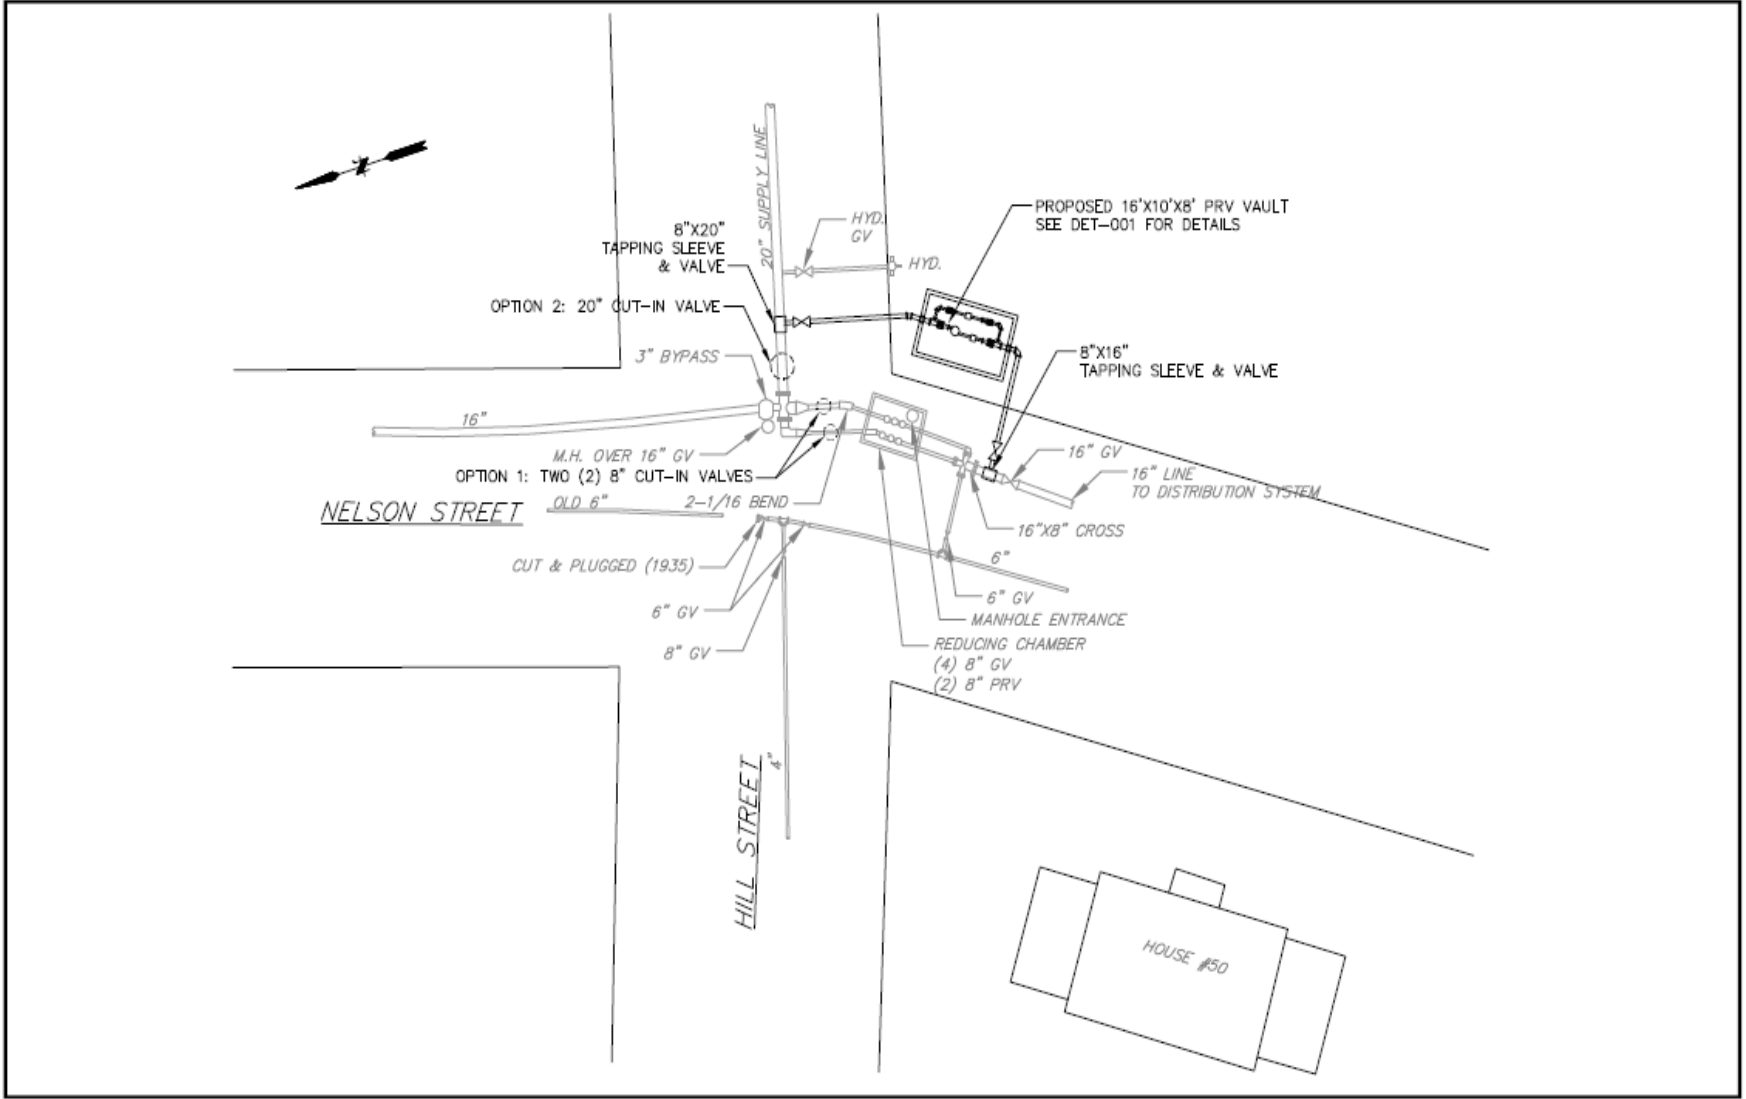 20" SUPPLY LINE
HYD.
GV
HYD.
PROPOSED 16'X10'X8' PRV VAULT
SEE DET-001 FOR DETAILS
8"X20"
TAPPING SLEEVE
& VALVE
OPTION 2: 20" CUT-IN VALVE
3" BYPASS
8"X16"
TAPPING SLEEVE & VALVE
16"
M.H. OVER 16" GV
OPTION 1: TWO (2) 8" CUT-IN VALVES
16" GV
16" LINE
TO DISTRIBUTION SYSTEM
NELSON STREET
OLD 6"
2-1/16 BEND
16"X8" CROSS
CUT & PLUGGED (1935)
6"
6" GV
6" GV
MANHOLE ENTRANCE
8" GV
REDUCING CHAMBER
(4) 8" GV
(2) 8" PRV
4"
HILL STREET
HOUSE #50